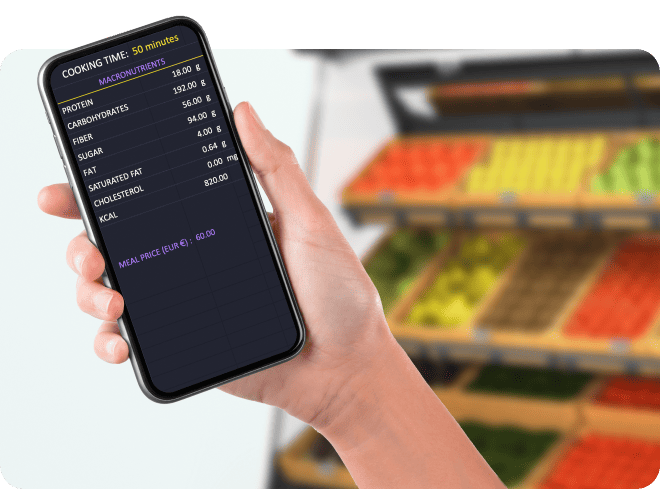 COOKING TIME: 50 minutes
MACRONUTRIENTS
PROTEIN 18.00 g
CARBOHYDRATES 192.00 g
FIBER 56.00 g
SUGAR 94.00 g
FAT 4.00 g
SATURATED FAT 0.64 g
CHOLESTEROL 0.00 mg
KCAL 820.00
MEAL PRICE (EUR €) : 60.00